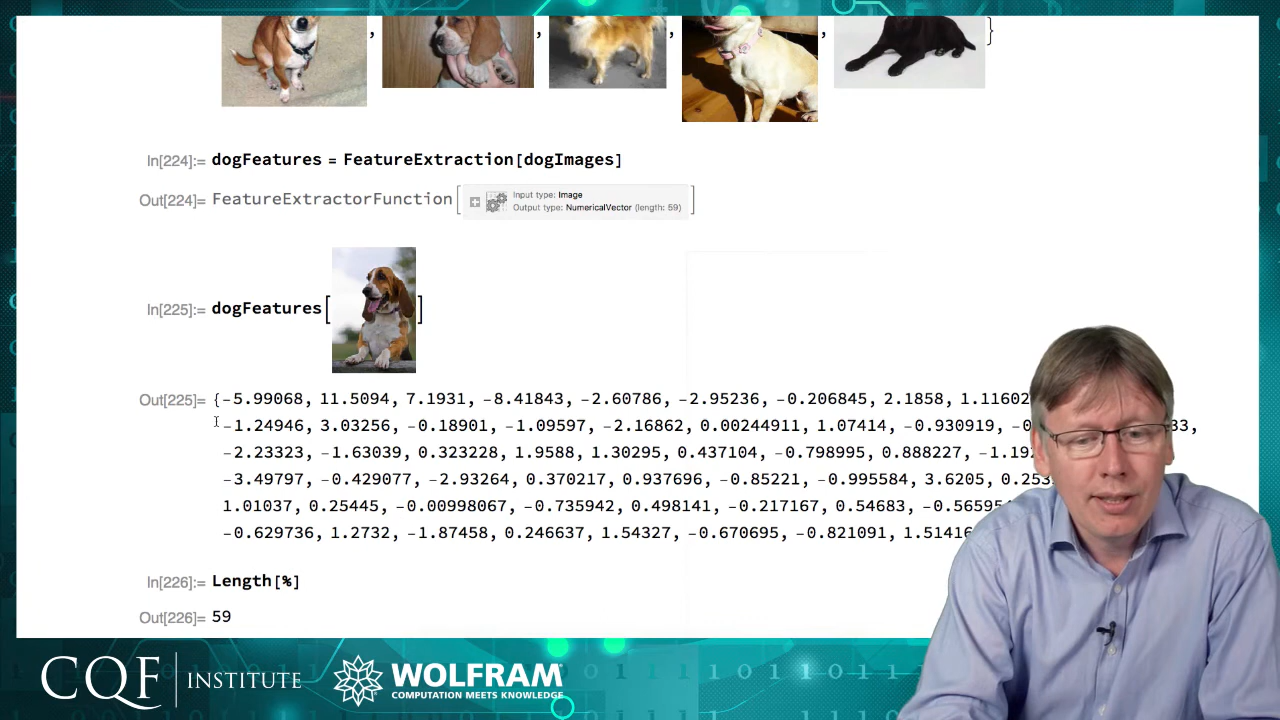 , , , , }
In[224]:= dogFeatures = FeatureExtraction[dogImages]
Out[224]= FeatureExtractorFunction[
Input type: Image
Output type: NumericalVector (length: 59)
]
In[225]:= dogFeatures[ ]
Out[225]= {-5.99068, 11.5094, 7.1931, -8.41843, -2.60786, -2.95236, -0.206845, 2.1858, 1.11602
-1.24946, 3.03256, -0.18901, -1.09597, -2.16862, 0.00244911, 1.07414, -0.930919,
-2.23323, -1.63039, 0.323228, 1.9588, 1.30295, 0.437104, -0.798995, 0.888227,
-3.49797, -0.429077, -2.93264, 0.370217, 0.937696, -0.85221, -0.995584, 3.6205,
1.01037, 0.25445, -0.00998067, -0.735942, 0.498141, -0.217167, 0.54683,
-0.629736, 1.2732, -1.87458, 0.246637, 1.54327, -0.670695, -0.821091,
In[226]:= Length[%]
Out[226]= 59
CQF INSTITUTE
WOLFRAM
COMPUTATION MEETS KNOWLEDGE